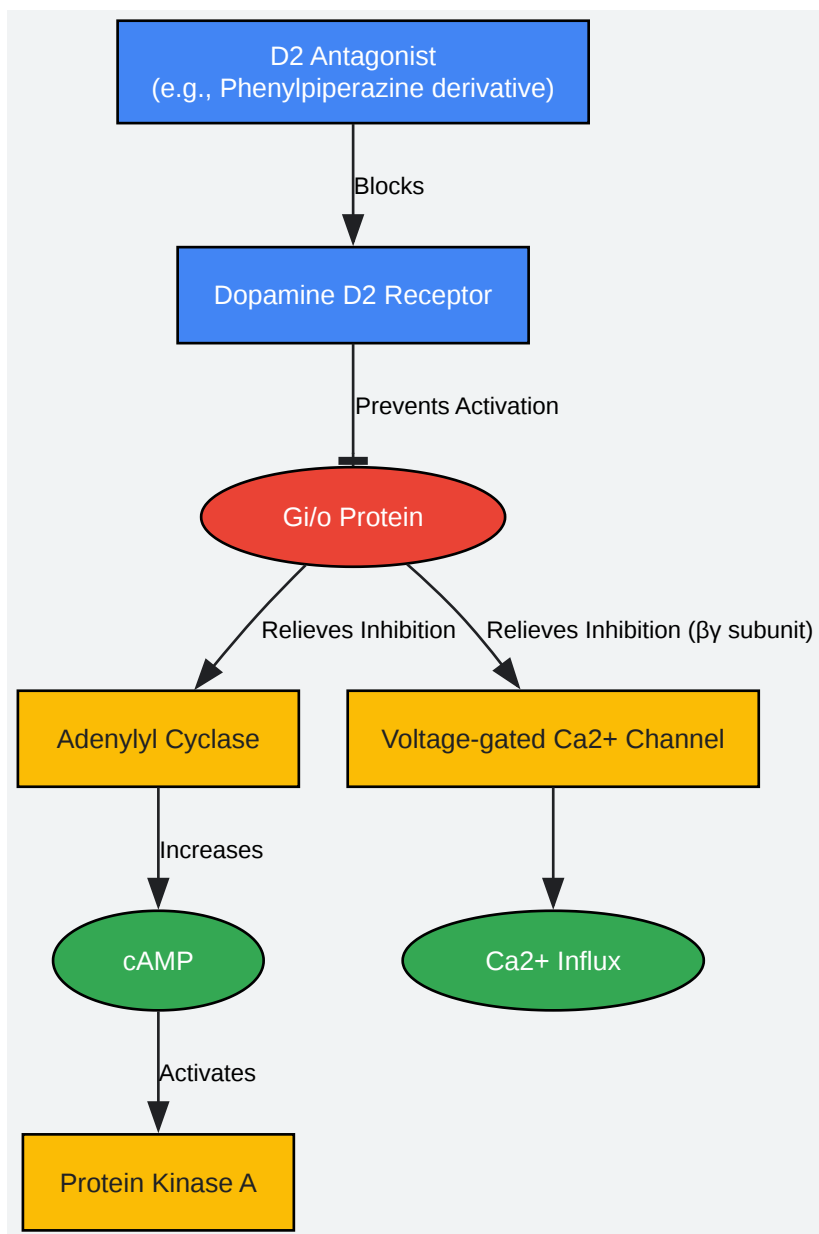 D2 Antagonist
(e.g., Phenylpiperazine derivative)
Blocks
Dopamine D2 Receptor
Prevents Activation
Gi/o Protein
Relieves Inhibition
Relieves Inhibition (βγ subunit)
Adenylyl Cyclase
Voltage-gated Ca2+ Channel
Increases
cAMP
Ca2+ Influx
Activates
Protein Kinase A